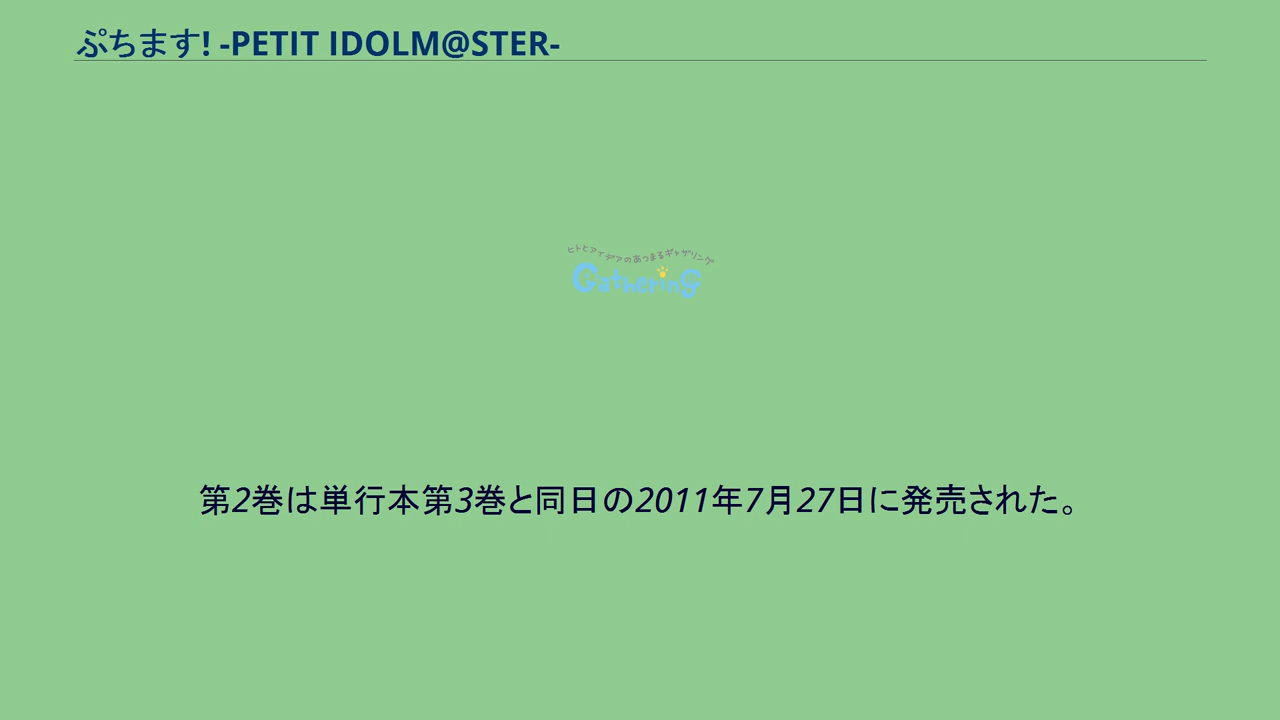 ぷちます! -PETIT IDOLM@STER-
ヒトとアイデアのあつまるギャザリング
GatherinG
第2巻は単行本第3巻と同日の2011年7月27日に発売された。